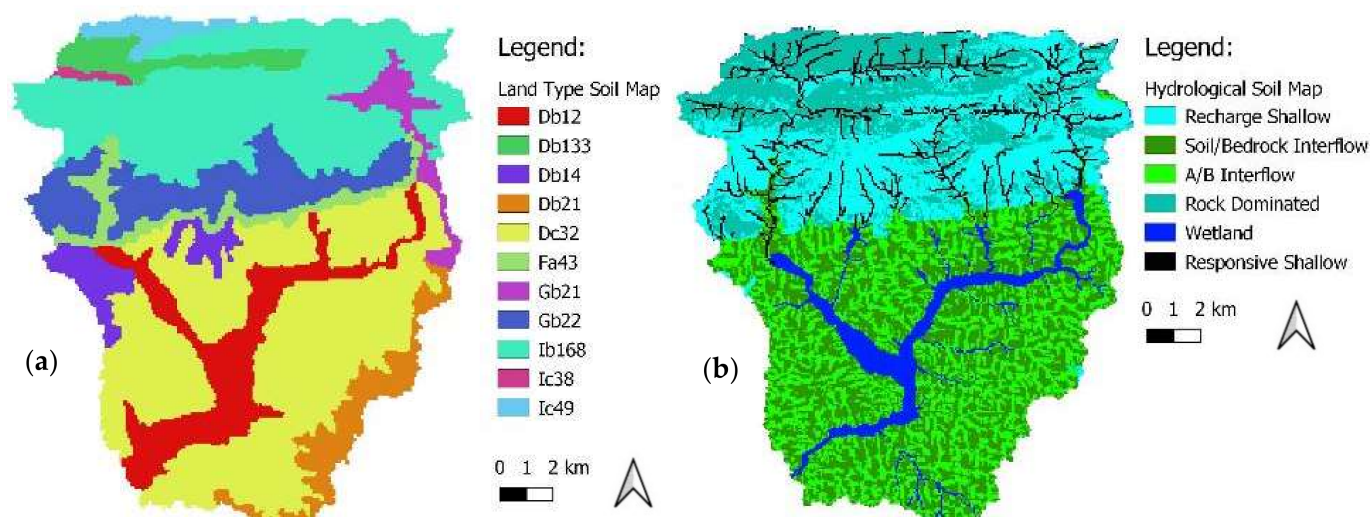 Legend:
Land Type Soil Map
Db12
Db133
Db14
Db21
Dc32
Fa43
Gb21
Gb22
Ib168
Ic38
Ic49
0 1 2 km
(a)
Legend:
Hydrological Soil Map
Recharge Shallow
Soil/Bedrock Interflow
A/B Interflow
Rock Dominated
Wetland
Responsive Shallow
0 1 2 km
(b)